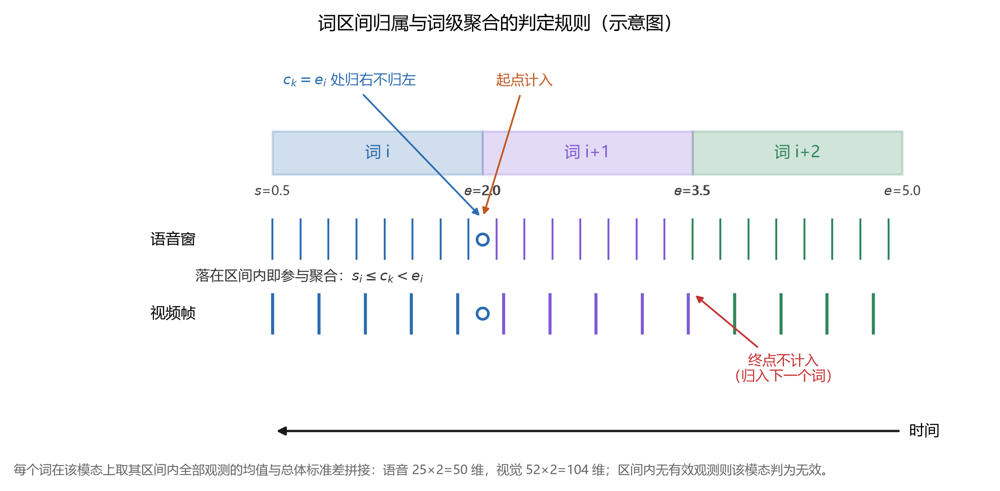 词区间归属与词级聚合的判定规则（示意图）
cₖ = eᵢ 处归右不归左
起点计入
词 i
词 i+1
词 i+2
s=0.5
e=2.0
e=3.5
e=5.0
语音窗
落在区间内即参与聚合：sᵢ ≤ cₖ < eᵢ
视频帧
终点不计入
（归入下一个词）
时间
每个词在该模态上取其区间内全部观测的均值与总体标准差拼接：语音 25×2=50 维，视觉 52×2=104 维；区间内无有效观测则该模态判为无效。